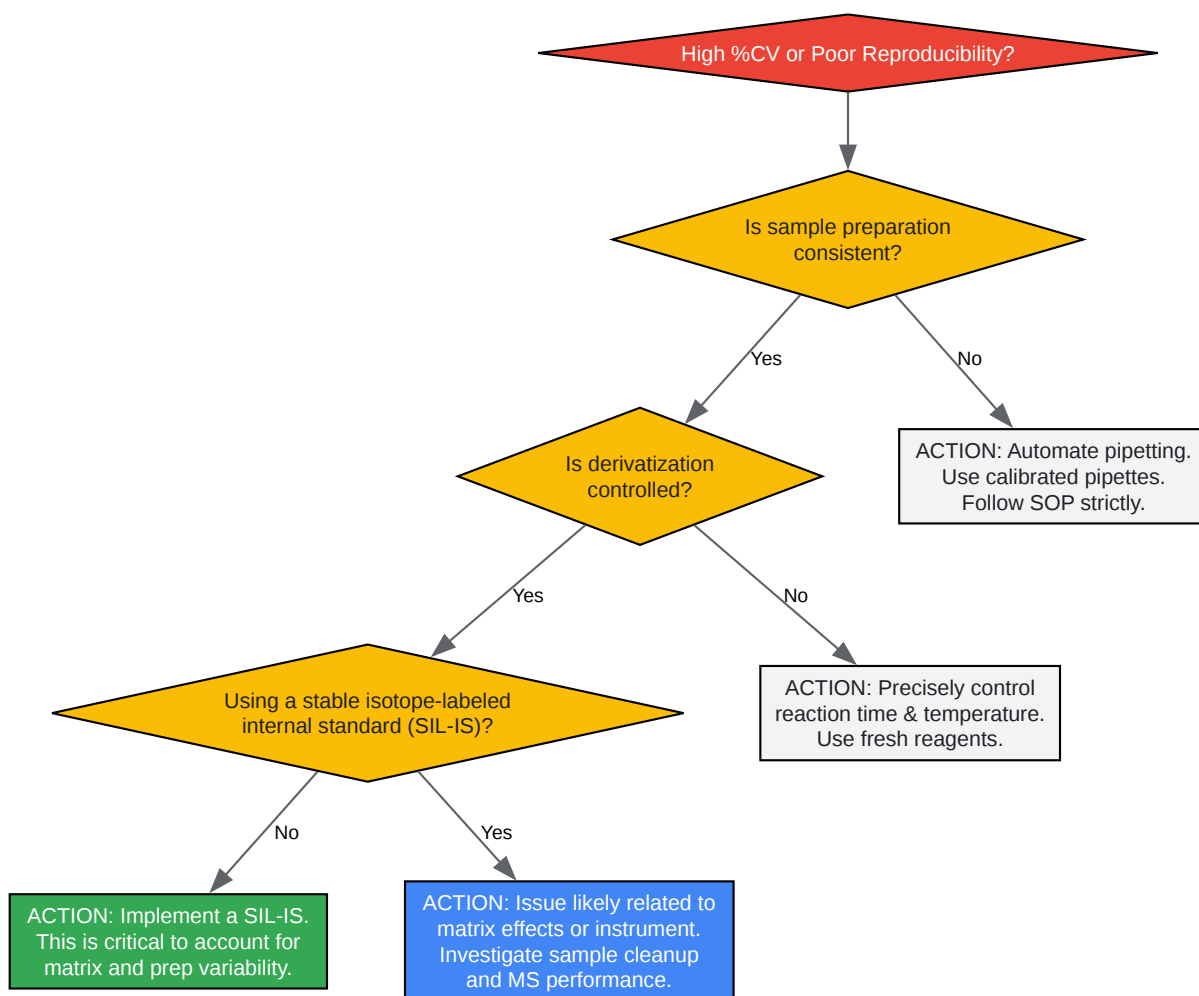 High %CV or Poor Reproducibility?
Is sample preparation
consistent?
Yes
No
ACTION: Automate pipetting.
Use calibrated pipettes.
Follow SOP strictly.
Is derivatization
controlled?
Yes
No
ACTION: Precisely control
reaction time & temperature.
Use fresh reagents.
Using a stable isotope-labeled
internal standard (SIL-IS)?
No
Yes
ACTION: Implement a SIL-IS.
This is critical to account for
matrix and prep variability.
ACTION: Issue likely related to
matrix effects or instrument.
Investigate sample cleanup
and MS performance.